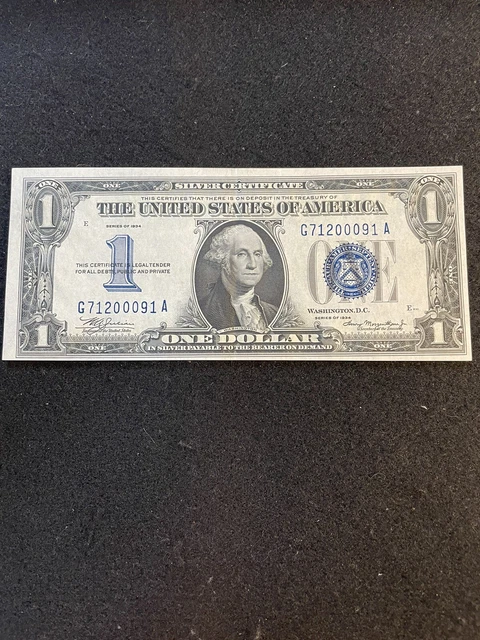 ONE SILVER CERTIFICATE ONE
THIS CERTIFIES THAT THERE IS ON DEPOSIT IN THE TREASURY OF
THE UNITED STATES OF AMERICA
1 1
E SERIES OF 1934
G71200091 A
1 ONE
THIS CERTIFICATE IS LEGAL TENDER
FOR ALL DEBTS, PUBLIC AND PRIVATE
G71200091 A
WASHINGTON, D.C. E
SERIES OF 1934
1 ONE DOLLAR 1
ONE IN SILVER PAYABLE TO THE BEARER ON DEMAND ONE